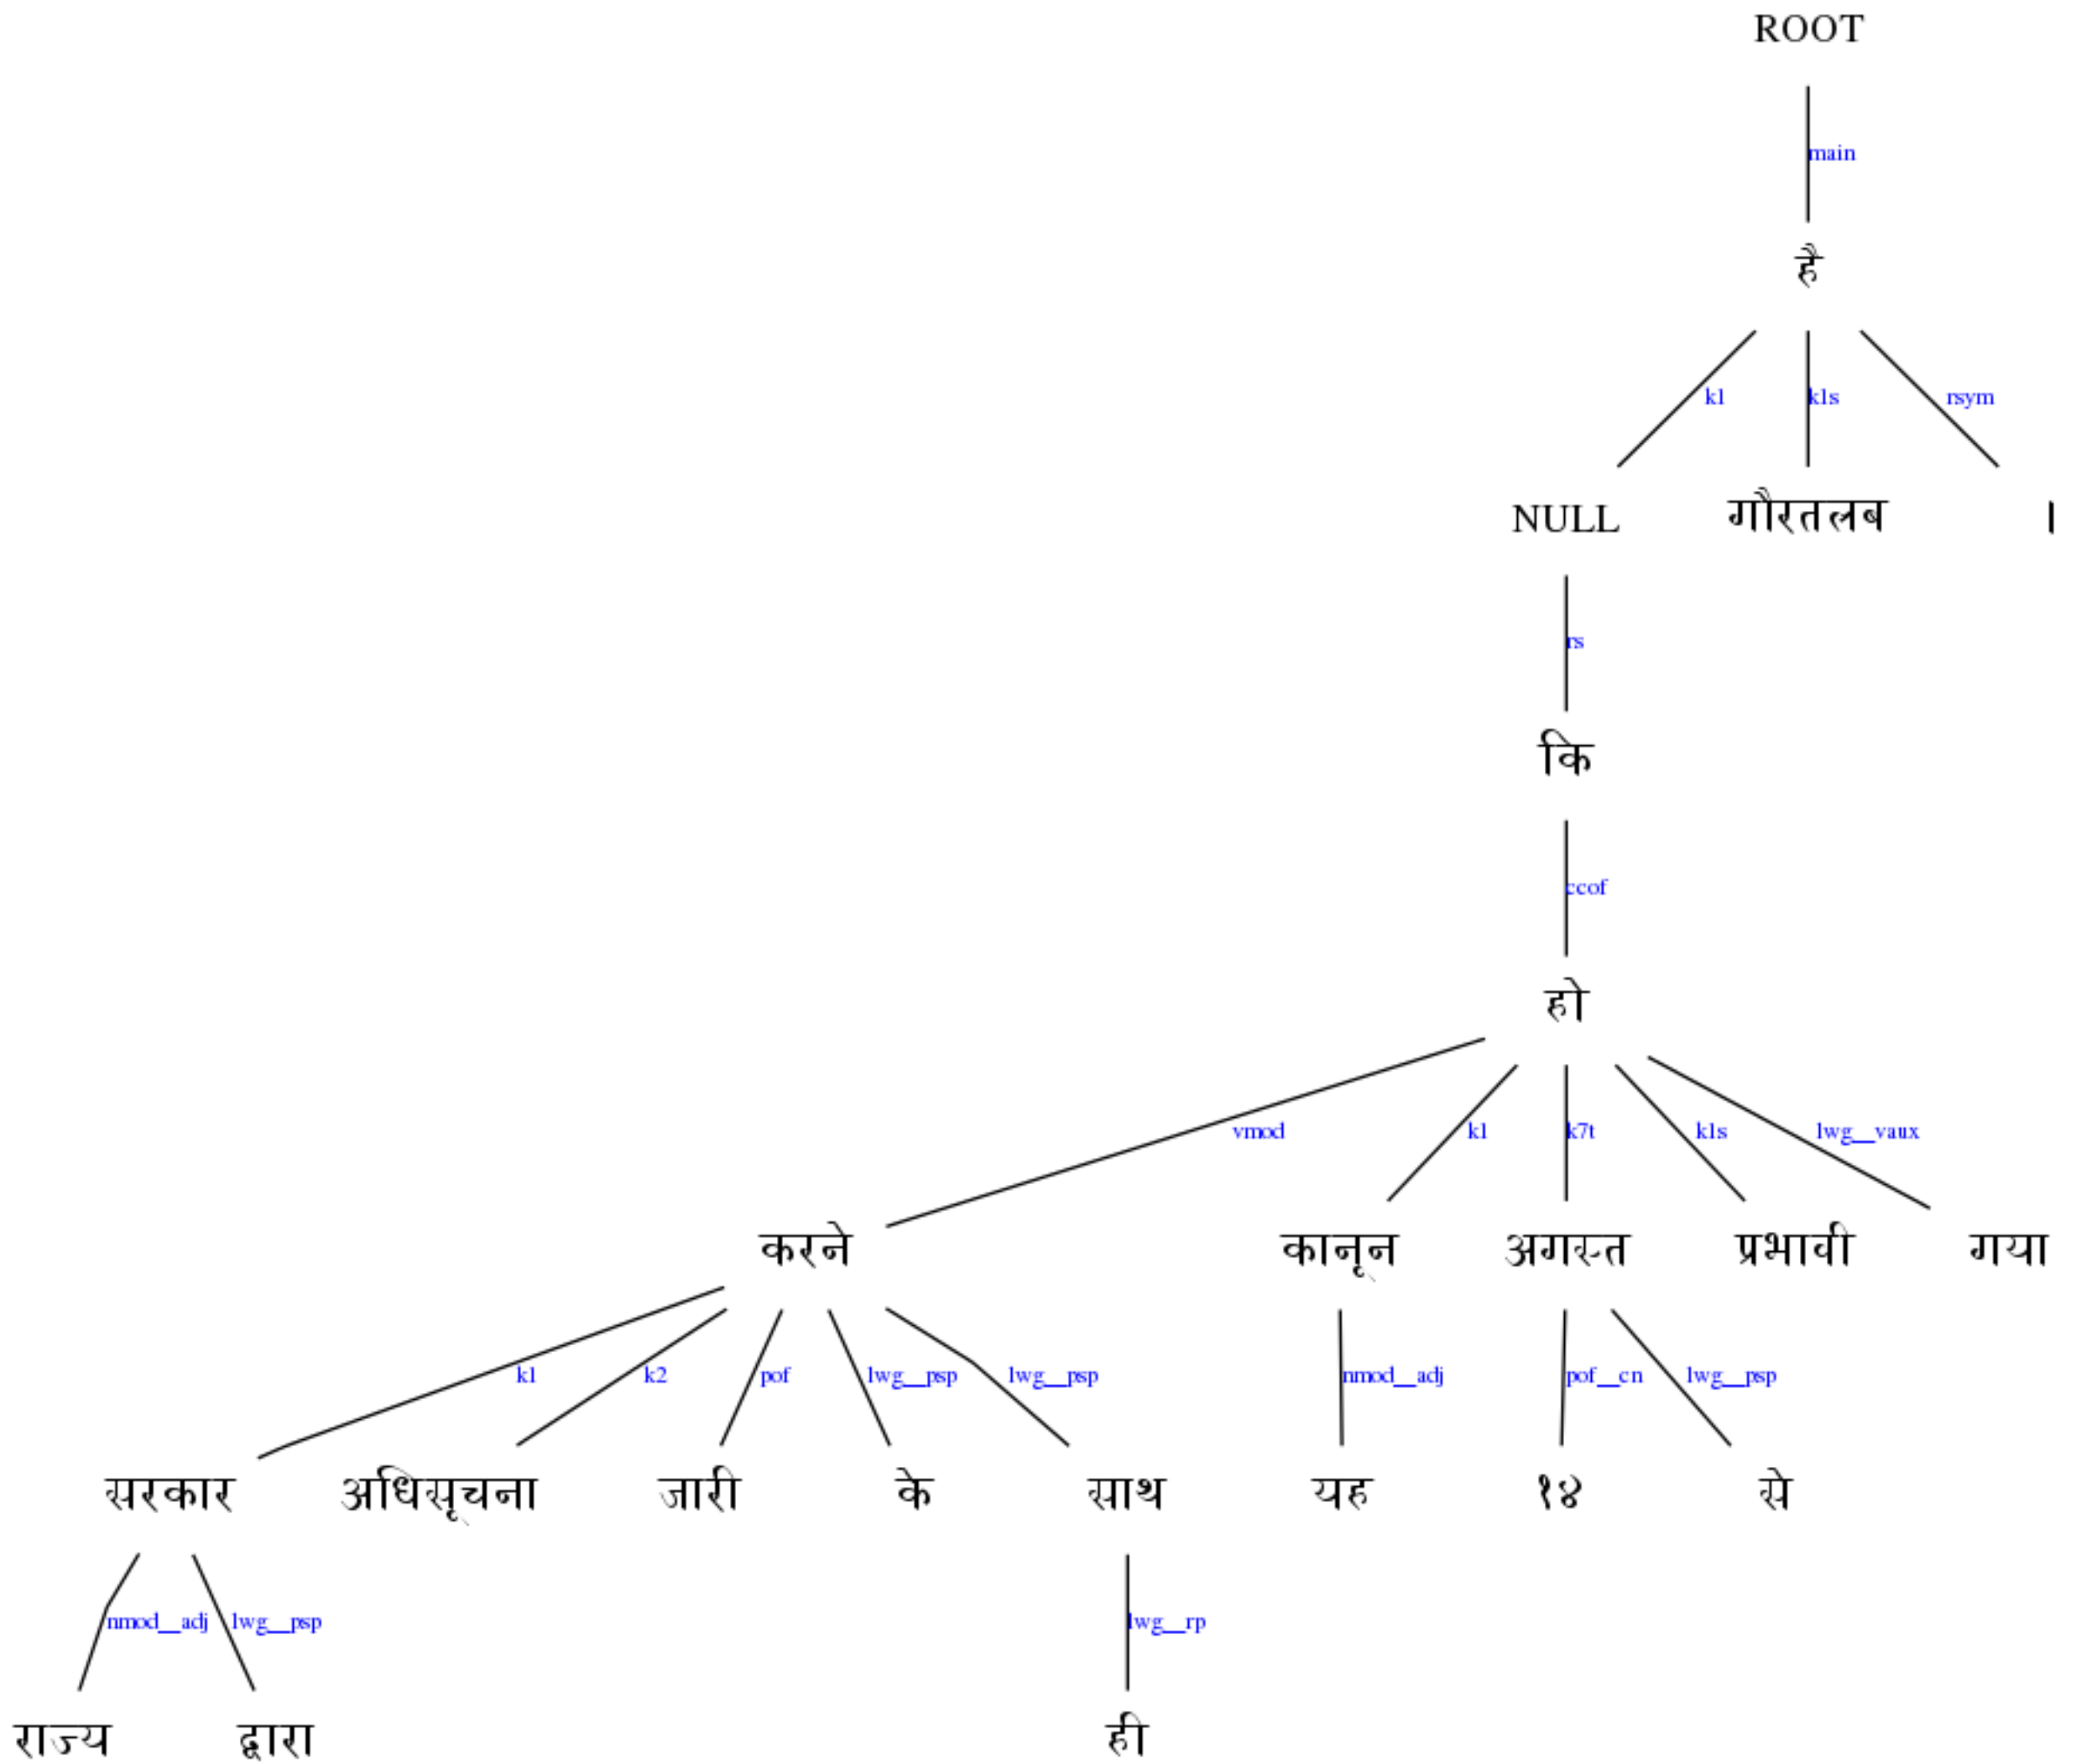 ROOT
main
है
k1 k1s rsym
NULL गौरतलब ।
rs
कि
ccof
हो
vmod k1 k7t k1s lwg__vaux
करने कानून अगस्त प्रभावी गया
k1 k2 pof lwg__psp lwg__psp nmod__adj pof__cn lwg__psp
सरकार अधिसूचना जारी के साथ यह १४ से
nmod__adj lwg__psp lwg__rp
राज्य द्वारा ही